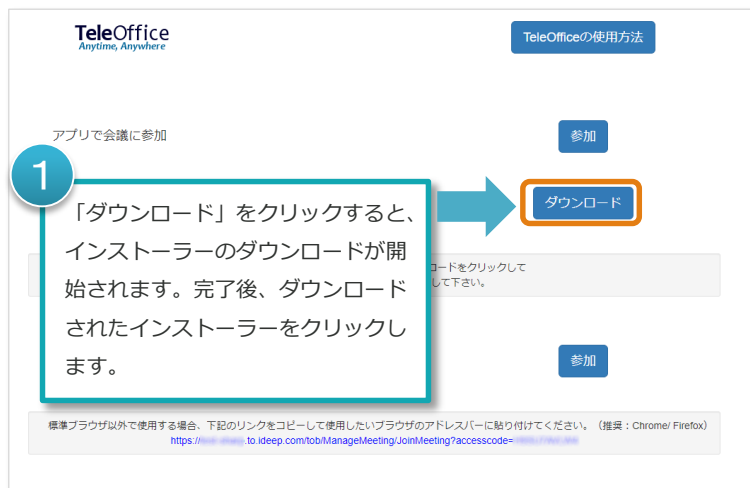 TeleOffice
Anytime, Anywhere
TeleOfficeの使用方法
アプリで会議に参加
参加
1
「ダウンロード」をクリックすると、
インストーラーのダウンロードが開
始されます。完了後、ダウンロード
されたインストーラーをクリックし
ます。
ダウンロード
ードをクリックして
して下さい。
参加
標準ブラウザ以外で使用する場合、下記のリンクをコピーして使用したいブラウザのアドレスバーに貼り付けてください。（推奨：Chrome/ Firefox）
https:// .to.ideep.com/tob/ManageMeeting/JoinMeeting?accesscode=